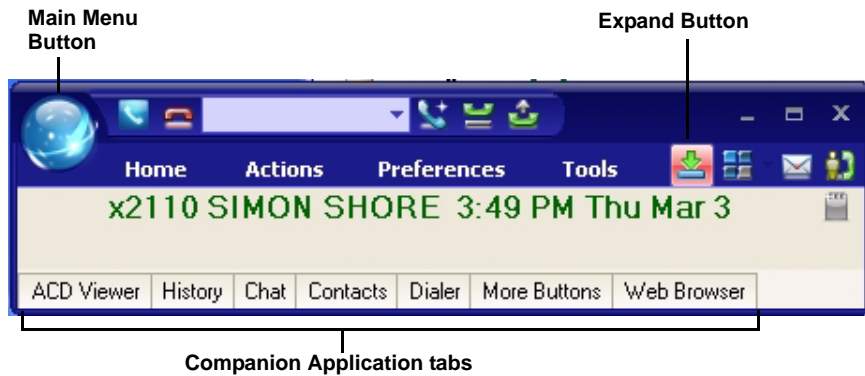 Main Menu
Button
Expand Button
Home Actions Preferences Tools
x2110 SIMON SHORE 3:49 PM Thu Mar 3
ACD Viewer History Chat Contacts Dialer More Buttons Web Browser
Companion Application tabs